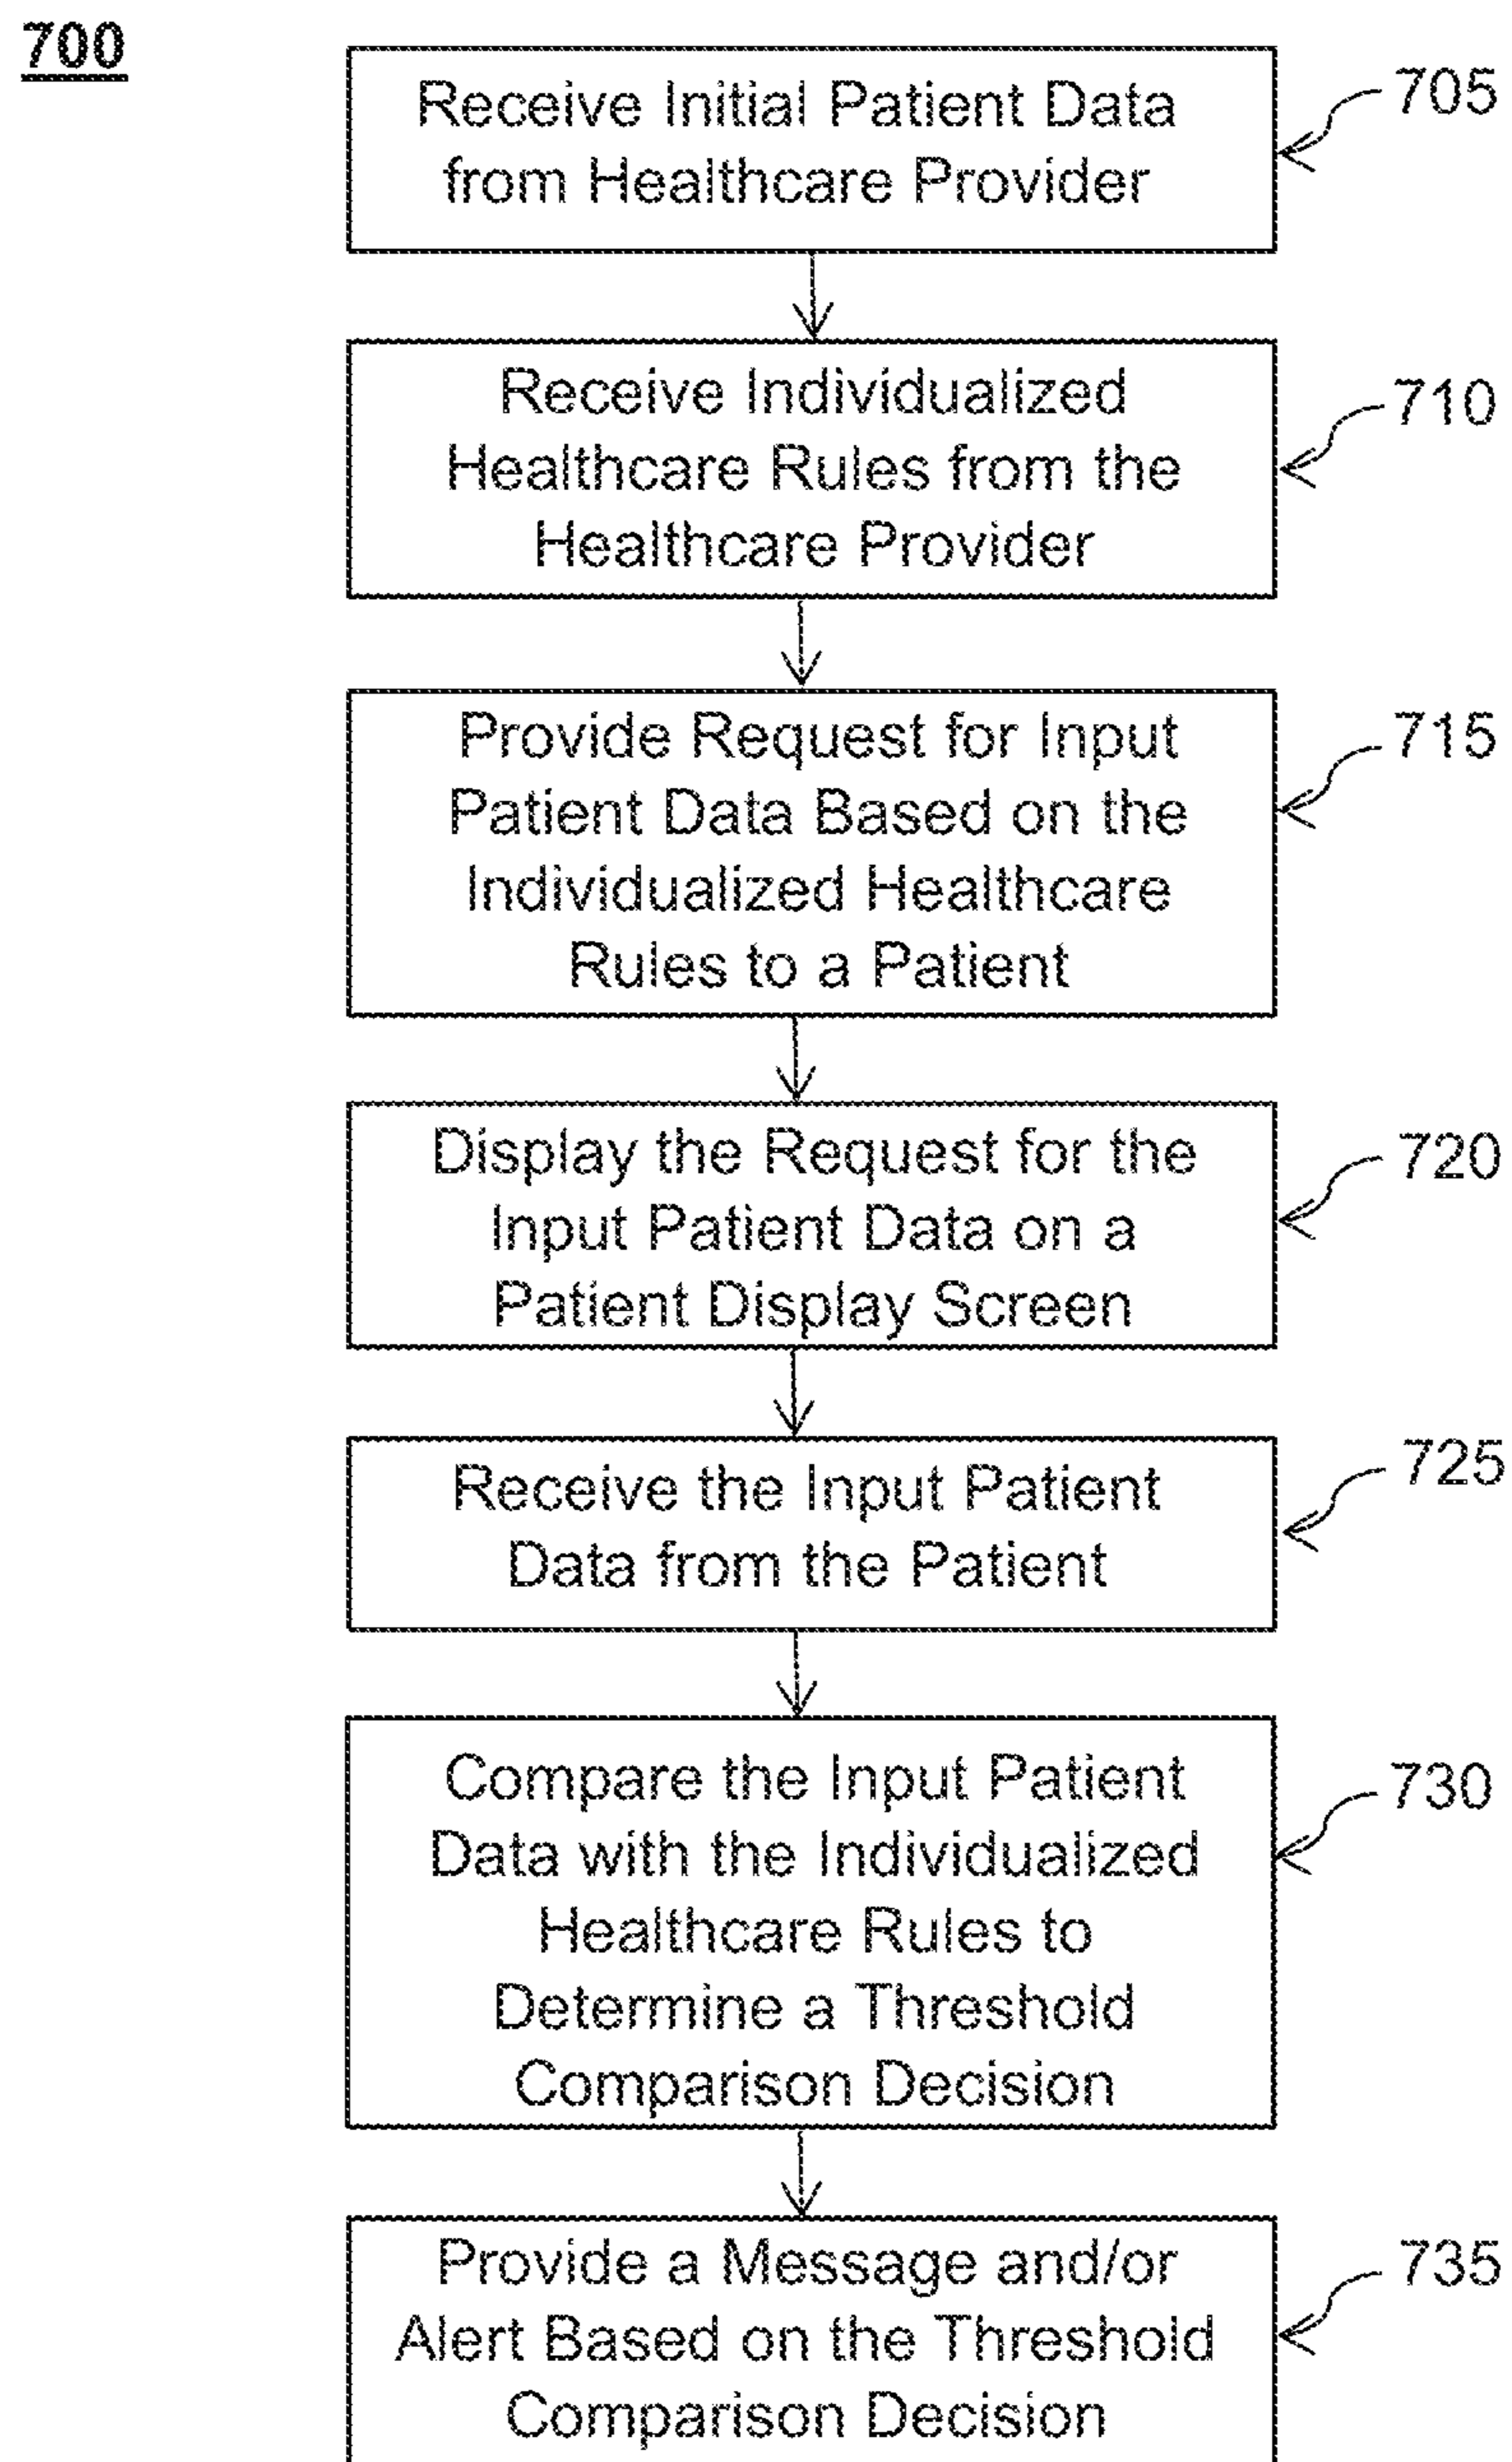 700
Receive Initial Patient Data
from Healthcare Provider
705
Receive Individualized
Healthcare Rules from the
Healthcare Provider
710
Provide Request for Input
Patient Data Based on the
Individualized Healthcare
Rules to a Patient
715
Display the Request for the
Input Patient Data on a
Patient Display Screen
720
Receive the Input Patient
Data from the Patient
725
Compare the Input Patient
Data with the Individualized
Healthcare Rules to
Determine a Threshold
Comparison Decision
730
Provide a Message and/or
Alert Based on the Threshold
Comparison Decision
735